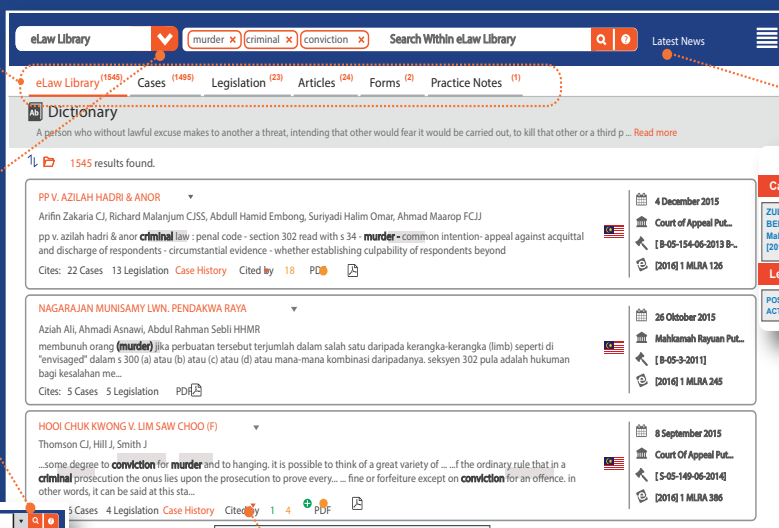 eLaw Library
murder × criminal × conviction × Search Within eLaw Library
Latest News
eLaw Library (1545) Cases (1495) Legislation (23) Articles (24) Forms (2) Practice Notes (1)
Ab Dictionary
A person who without lawful excuse makes to another a threat, intending that other would fear it would be carried out, to kill that other or a third p ... Read more
1545 results found.
PP V. AZILAH HADRI & ANOR
Arifin Zakaria CJ, Richard Malanjum CJSS, Abdull Hamid Embong, Suriyadi Halim Omar, Ahmad Maarop FCJJ
pp v. azilah hadri & anor criminal law : penal code - section 302 read with s 34 - murder - common intention- appeal against acquittal
and discharge of respondents - circumstantial evidence - whether establishing culpability of respondents beyond
Cites: 22 Cases 13 Legislation Case History Cited by 18 PDF
4 December 2015
Court of Appeal Put...
[ B-05-154-06-2013 B-..
[2016] 1 MLRA 126
NAGARAJAN MUNISAMY LWN. PENDAKWA RAYA
Aziah Ali, Ahmadi Asnawi, Abdul Rahman Sebli HHMR
membunuh orang (murder) jika perbuatan tersebut terjumlah dalam salah satu daripada kerangka-kerangka (limb) seperti di
"envisaged" dalam s 300 (a) atau (b) atau (c) atau (d) atau mana-mana kombinasi daripadanya. seksyen 302 pula adalah hukuman
bagi kesalahan me...
Cites: 5 Cases 5 Legislation PDF
26 Oktober 2015
Mahkamah Rayuan Put...
[ B-05-3-2011]
[2016] 1 MLRA 245
HOOI CHUK KWONG V. LIM SAW CHOO (F)
Thomson CJ, Hill J, Smith J
...some degree to conviction for murder and to hanging. it is possible to think of a great variety of ... ...f the ordinary rule that in a
criminal prosecution the onus lies upon the prosecution to prove every... ... fine or forfeiture except on conviction for an offence. in
other words, it can be said at this sta...
5 Cases 4 Legislation Case History Cited by 1 4 PDF
8 September 2015
Court Of Appeal Put...
[ S-05-149-06-2014]
[2016] 1 MLRA 386